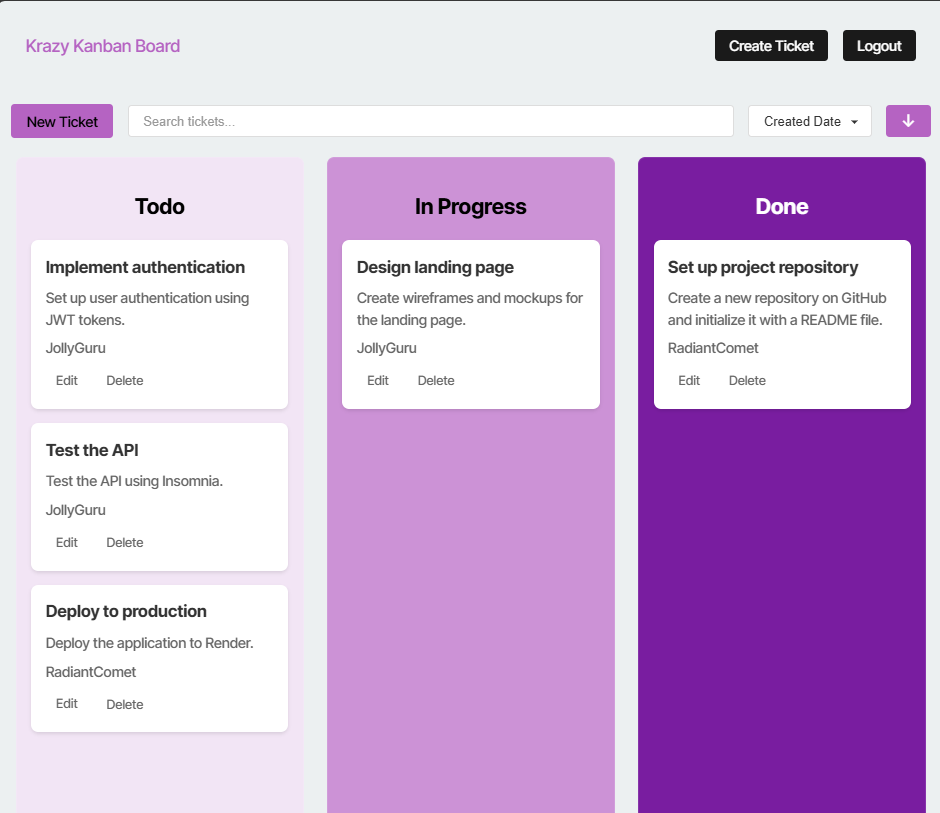 Krazy Kanban Board
Create Ticket
Logout
New Ticket
Search tickets...
Created Date
Todo
Implement authentication
Set up user authentication using
JWT tokens.
JollyGuru
Edit Delete
Test the API
Test the API using Insomnia.
JollyGuru
Edit Delete
Deploy to production
Deploy the application to Render.
RadiantComet
Edit Delete
In Progress
Design landing page
Create wireframes and mockups for
the landing page.
JollyGuru
Edit Delete
Done
Set up project repository
Create a new repository on GitHub
and initialize it with a README file.
RadiantComet
Edit Delete